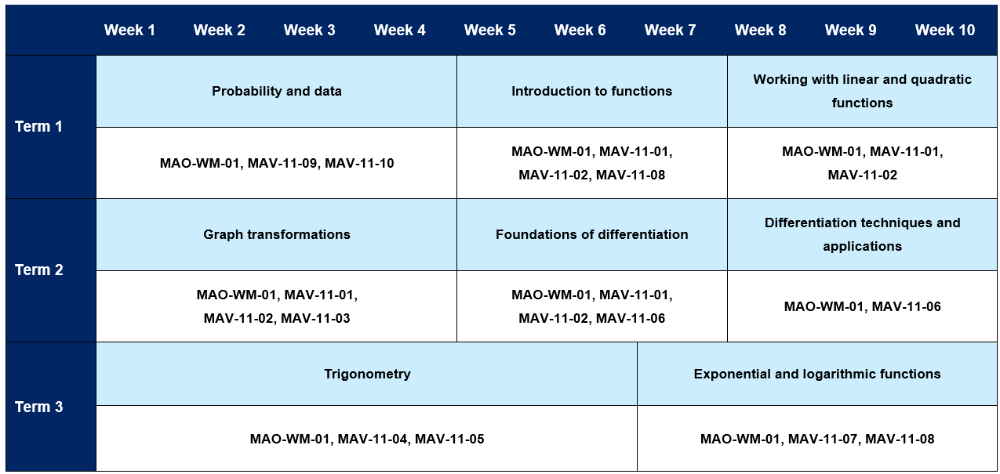 Week 1 Week 2 Week 3 Week 4 Week 5 Week 6 Week 7 Week 8 Week 9 Week 10
Term 1
Probability and data
Introduction to functions
Working with linear and quadratic
functions
MAO-WM-01, MAV-11-09, MAV-11-10
MAO-WM-01, MAV-11-01,
MAV-11-02, MAV-11-08
MAO-WM-01, MAV-11-01,
MAV-11-02
Term 2
Graph transformations
Foundations of differentiation
Differentiation techniques and
applications
MAO-WM-01, MAV-11-01,
MAV-11-02, MAV-11-03
MAO-WM-01, MAV-11-01,
MAV-11-02, MAV-11-06
MAO-WM-01, MAV-11-06
Term 3
Trigonometry
Exponential and logarithmic functions
MAO-WM-01, MAV-11-04, MAV-11-05
MAO-WM-01, MAV-11-07, MAV-11-08